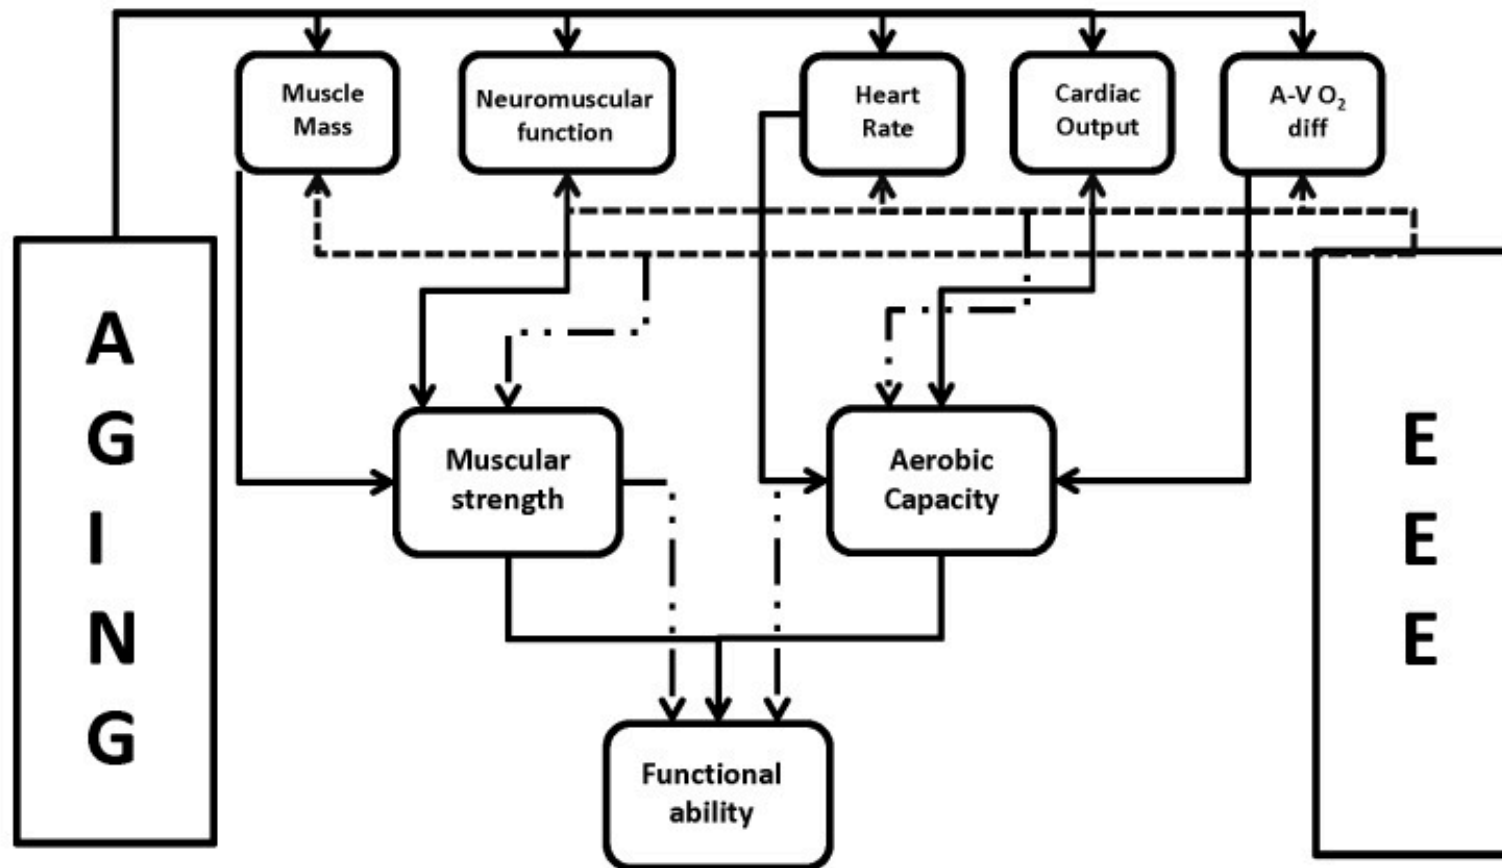 Muscle
Mass
Neuromuscular
function
Heart
Rate
Cardiac
Output
A-V O₂
diff
A
G
I
N
G
Muscular
strength
Aerobic
Capacity
E
E
E
Functional
ability